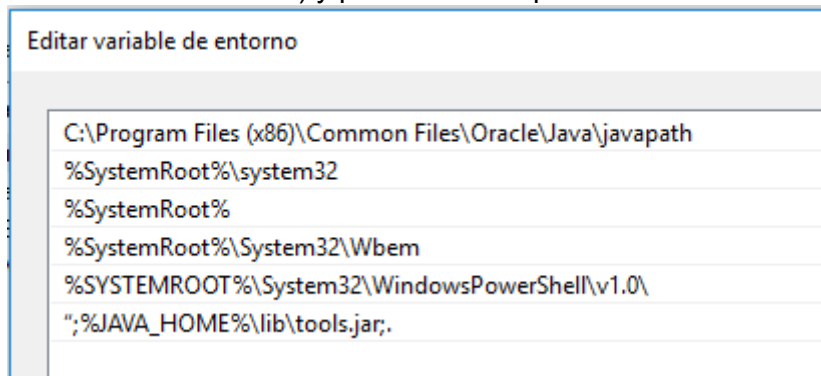 Editar variable de entorno
C:\Program Files (x86)\Common Files\Oracle\Java\javapath
%SystemRoot%\system32
%SystemRoot%
%SystemRoot%\System32\Wbem
%SYSTEMROOT%\System32\WindowsPowerShell\v1.0\
“;%JAVA_HOME%\lib\tools.jar;.